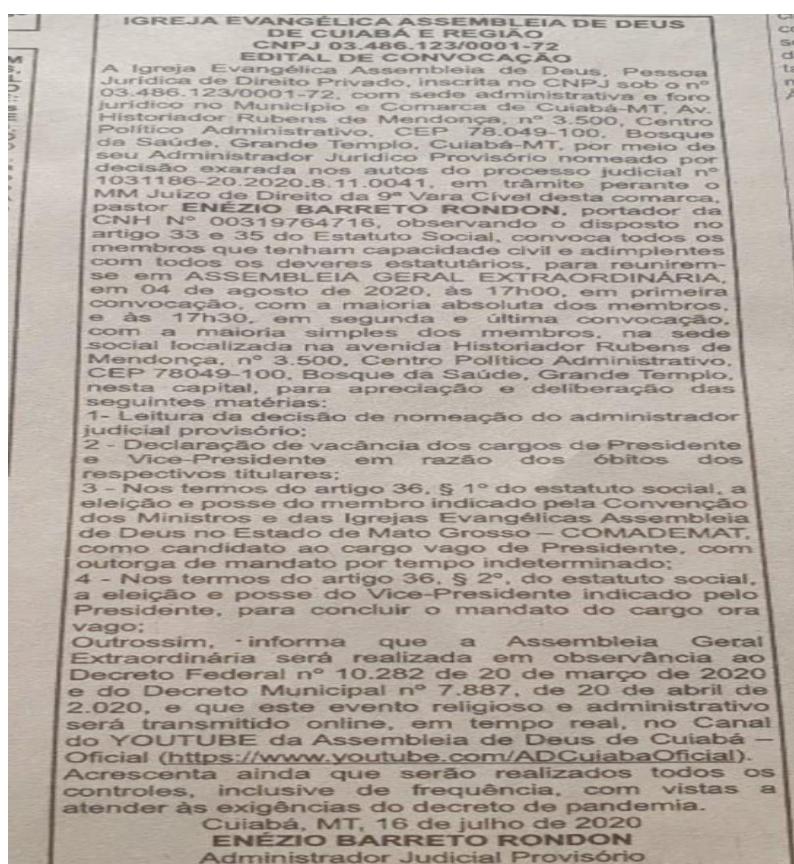 IGREJA EVANGÉLICA ASSEMBLEIA DE DEUS
DE CUIABÁ E REGIÃO
CNPJ 03.486.123/0001-72
EDITAL DE CONVOCAÇÃO
A Igreja Evangélica Assembleia de Deus, Pessoa
Jurídica de Direito Privado, inscrita no CNPJ sob o nº
03.486.123/0001-72, com sede administrativa e foro
jurídico no Município e Comarca de Cuiabá-MT, Av.
Historiador Rubens de Mendonça, nº 3.500, Centro
Político Administrativo, CEP 78.049-100, Bosque
da Saúde, Grande Templo, Cuiabá-MT, por meio de
seu Administrador Jurídico Provisório nomeado por
decisão exarada nos autos do processo judicial nº
1031186-20.2020.8.11.0041, em trâmite perante o
MM Juízo de Direito da 9ª Vara Cível desta comarca,
pastor ENÉZIO BARRETO RONDON, portador da
CNH Nº 00319764716, observando o disposto no
artigo 33 e 35 do Estatuto Social, convoca todos os
membros que tenham capacidade civil e adimplentes
com todos os deveres estatutários, para reunirem-
se em ASSEMBLEIA GERAL EXTRAORDINÁRIA,
em 04 de agosto de 2020, às 17h00, em primeira
convocação, com a maioria absoluta dos membros,
e às 17h30, em segunda e última convocação,
com a maioria simples dos membros, na sede
social localizada na avenida Historiador Rubens de
Mendonça, nº 3.500, Centro Político Administrativo,
CEP 78049-100, Bosque da Saúde, Grande Templo,
nesta capital, para apreciação e deliberação das
seguintes matérias:
1- Leitura da decisão de nomeação do administrador
judicial provisório;
2 - Declaração de vacância dos cargos de Presidente
e Vice-Presidente em razão dos óbitos dos
respectivos titulares;
3 - Nos termos do artigo 36, § 1º do estatuto social, a
eleição e posse do membro indicado pela Convenção
dos Ministros e das Igrejas Evangélicas Assembleia
de Deus no Estado de Mato Grosso – COMADEMAT,
como candidato ao cargo vago de Presidente, com
outorga de mandato por tempo indeterminado;
4 - Nos termos do artigo 36, § 2º, do estatuto social,
a eleição e posse do Vice-Presidente indicado pelo
Presidente, para concluir o mandato do cargo ora
vago;
Outrossim, informa que a Assembleia Geral
Extraordinária será realizada em observância ao
Decreto Federal nº 10.282 de 20 de março de 2020
e do Decreto Municipal nº 7.887, de 20 de abril de
2.020, e que este evento religioso e administrativo
será transmitido online, em tempo real, no Canal
do YOUTUBE da Assembleia de Deus de Cuiabá –
Oficial (https://www.youtube.com/ADCuiabaOficial).
Acrescenta ainda que serão realizados todos os
controles, inclusive de frequência, com vistas a
atender às exigências do decreto de pandemia.
Cuiabá, MT, 16 de julho de 2020
ENÉZIO BARRETO RONDON
Administrador Judicial Provisório